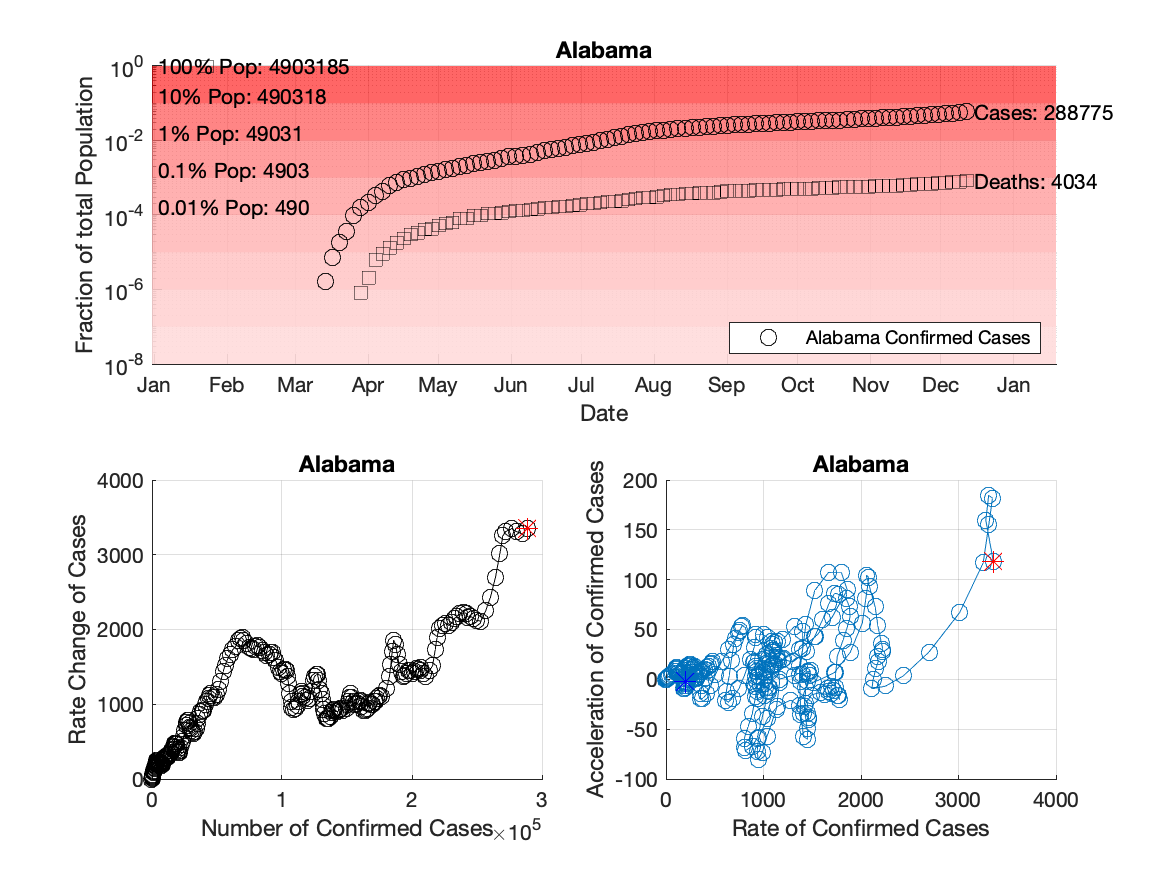 Alabama
10^0
10^-2
10^-4
10^-6
10^-8
Fraction of total Population
100% Pop: 4903185
10% Pop: 490318
1% Pop: 49031
0.1% Pop: 4903
0.01% Pop: 490
Cases: 288775
Deaths: 4034
Alabama Confirmed Cases
Jan Feb Mar Apr May Jun Jul Aug Sep Oct Nov Dec Jan
Date
Alabama
4000
3000
2000
1000
0
Rate Change of Cases
0 1 2 3
Number of Confirmed Cases ×10^5
Alabama
200
150
100
50
0
-50
-100
Acceleration of Confirmed Cases
0 1000 2000 3000 4000
Rate of Confirmed Cases